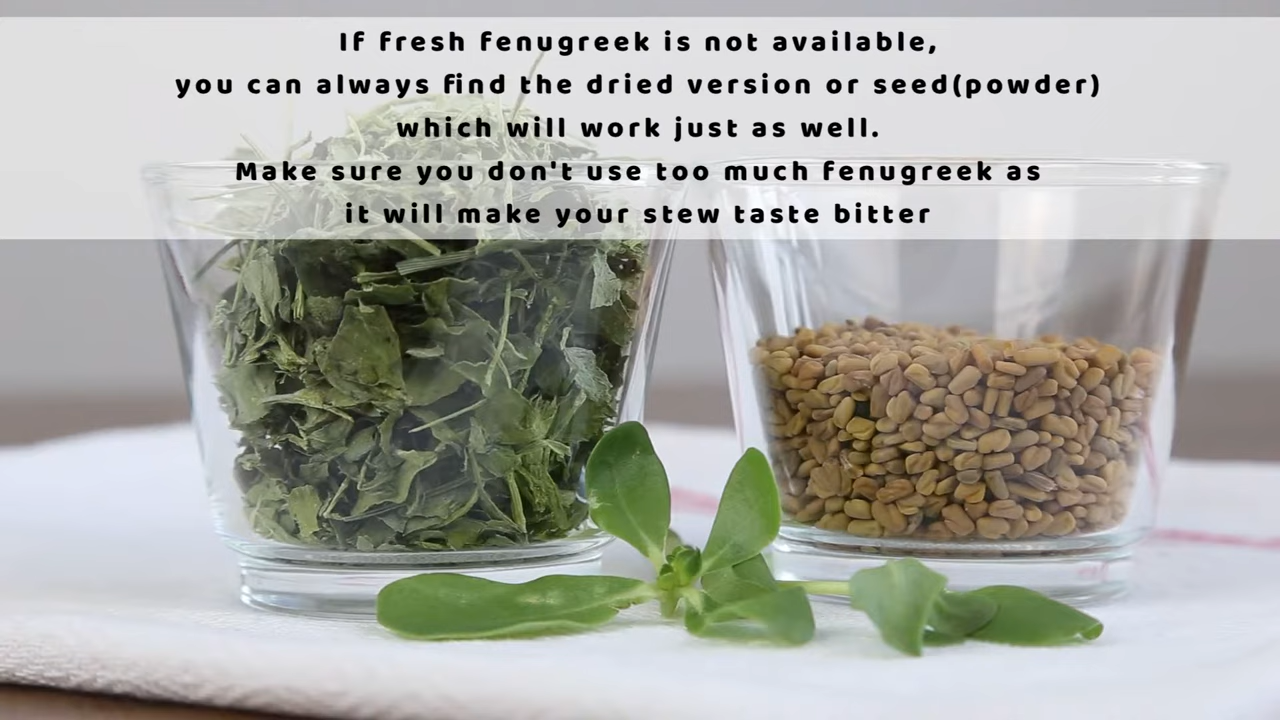 If fresh fenugreek is not available,
you can always find the dried version or seed(powder)
which will work just as well.
Make sure you don't use too much fenugreek as
it will make your stew taste bitter